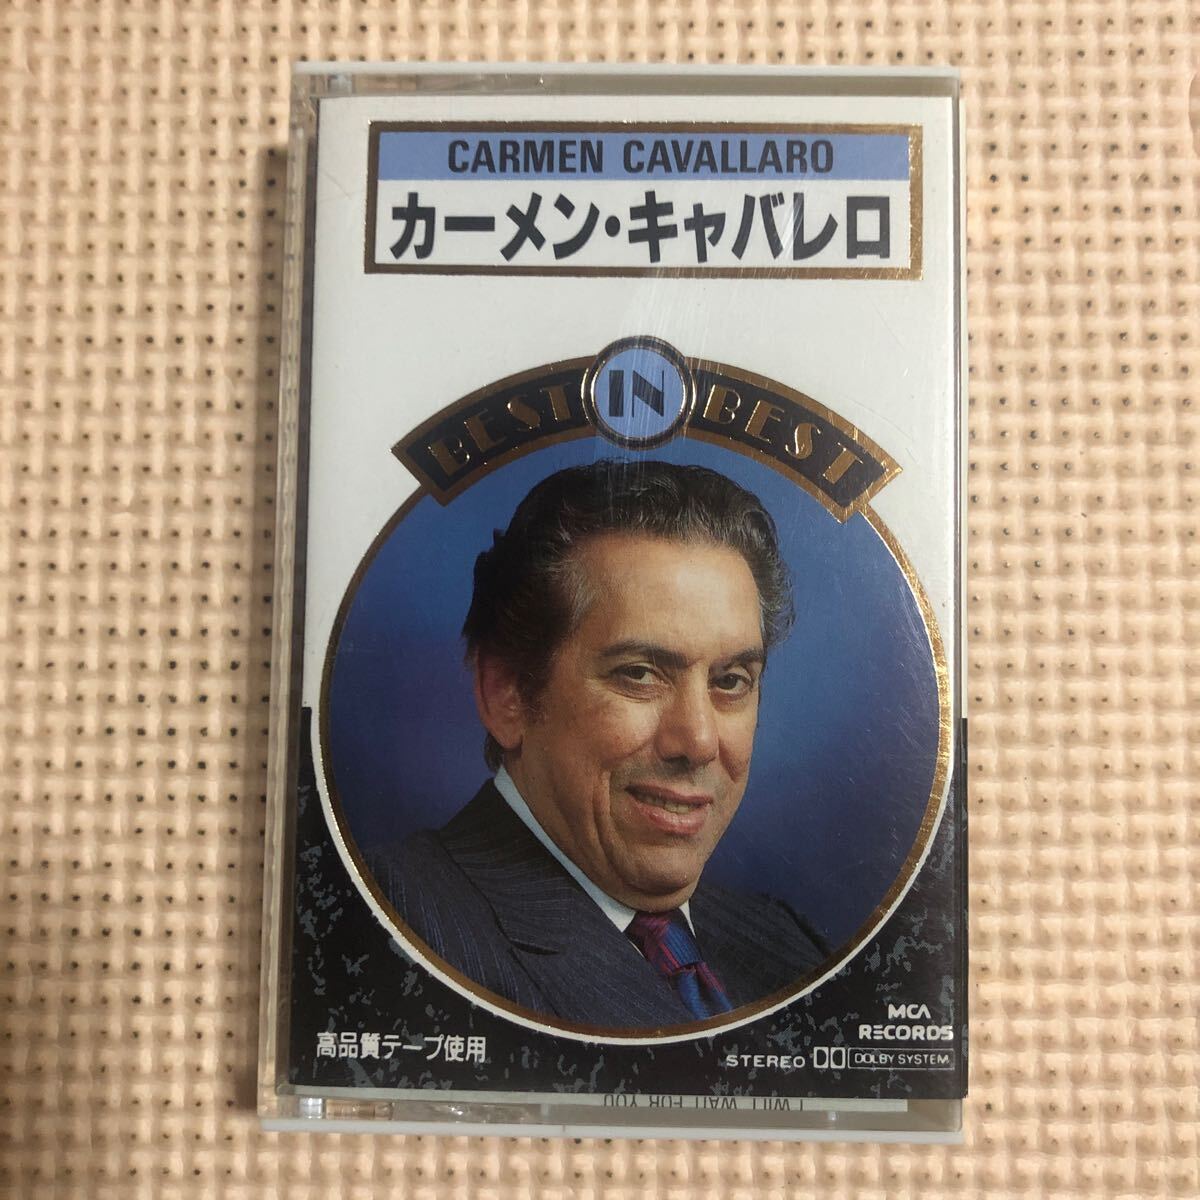 CARMEN CAVALLARO
カーメン・キャバレロ
BEST IN BEST
MCA
RECORDS
高品質テープ使用
STEREO DOLBY SYSTEM
I WILL WAIT FOR YOU